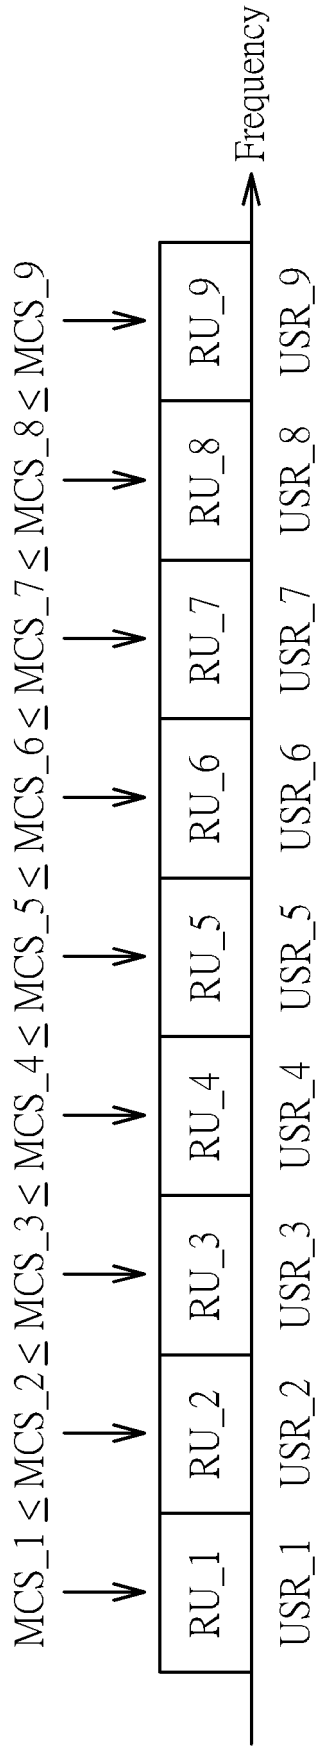 MCS_1 ≤ MCS_2 ≤ MCS_3 ≤ MCS_4 ≤ MCS_5 ≤ MCS_6 ≤ MCS_7 ≤ MCS_8 ≤ MCS_9
RU_1 RU_2 RU_3 RU_4 RU_5 RU_6 RU_7 RU_8 RU_9
Frequency
USR_1 USR_2 USR_3 USR_4 USR_5 USR_6 USR_7 USR_8 USR_9